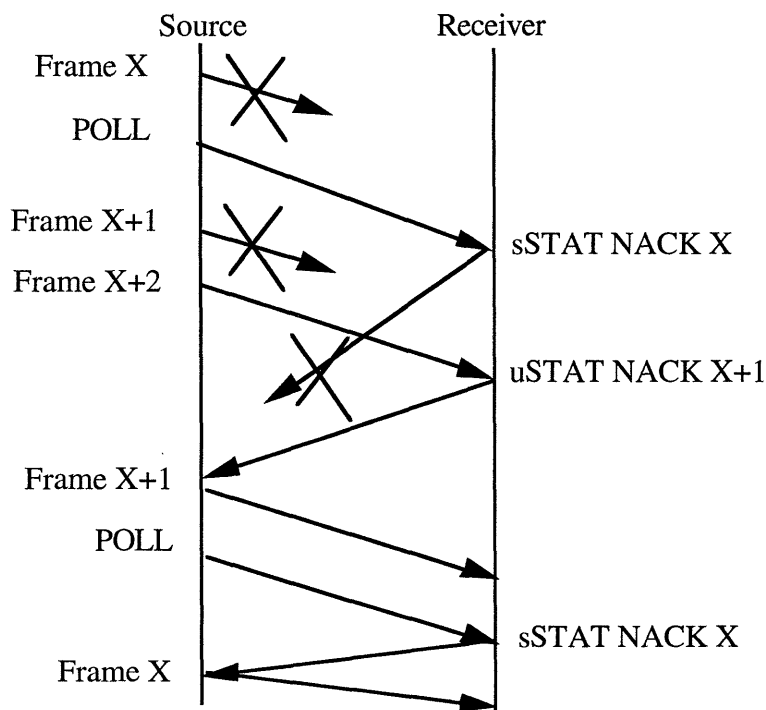 Source Receiver
Frame X
POLL
Frame X+1
sSTAT NACK X
Frame X+2
uSTAT NACK X+1
Frame X+1
POLL
sSTAT NACK X
Frame X